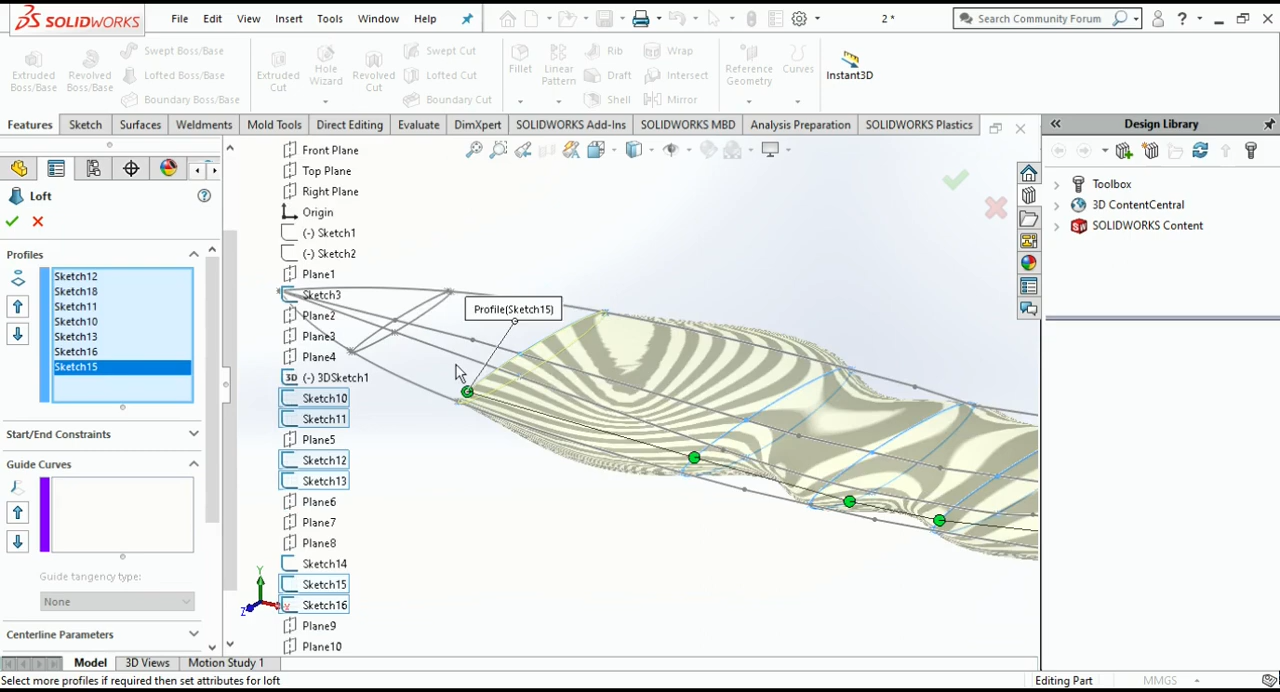 SOLIDWORKS File Edit View Insert Tools Window Help 2 * Search Community Forum ?
Extruded Boss/Base Revolved Boss/Base Swept Boss/Base Lofted Boss/Base Boundary Boss/Base Extruded Cut Hole Wizard Revolved Cut Swept Cut Lofted Cut Boundary Cut Fillet Linear Pattern Rib Draft Shell Wrap Intersect Mirror Reference Geometry Curves Instant3D
Features Sketch Surfaces Weldments Mold Tools Direct Editing Evaluate DimXpert SOLIDWORKS Add-Ins SOLIDWORKS MBD Analysis Preparation SOLIDWORKS Plastics
Loft
Profiles
Sketch12
Sketch18
Sketch11
Sketch10
Sketch13
Sketch16
Sketch15
Start/End Constraints
Guide Curves
Guide tangency type:
None
Centerline Parameters
Front Plane
Top Plane
Right Plane
Origin
(-) Sketch1
(-) Sketch2
Plane1
Sketch3
Plane2
Plane3
Plane4
3D (-) 3DSketch1
Sketch10
Sketch11
Plane5
Sketch12
Sketch13
Plane6
Plane7
Plane8
Sketch14
Sketch15
Sketch16
Plane9
Plane10
Profile(Sketch15)
Y
Z
X
Design Library
Toolbox
3D ContentCentral
SOLIDWORKS Content
Model 3D Views Motion Study 1
Select more profiles if required then set attributes for loft Editing Part MMGS